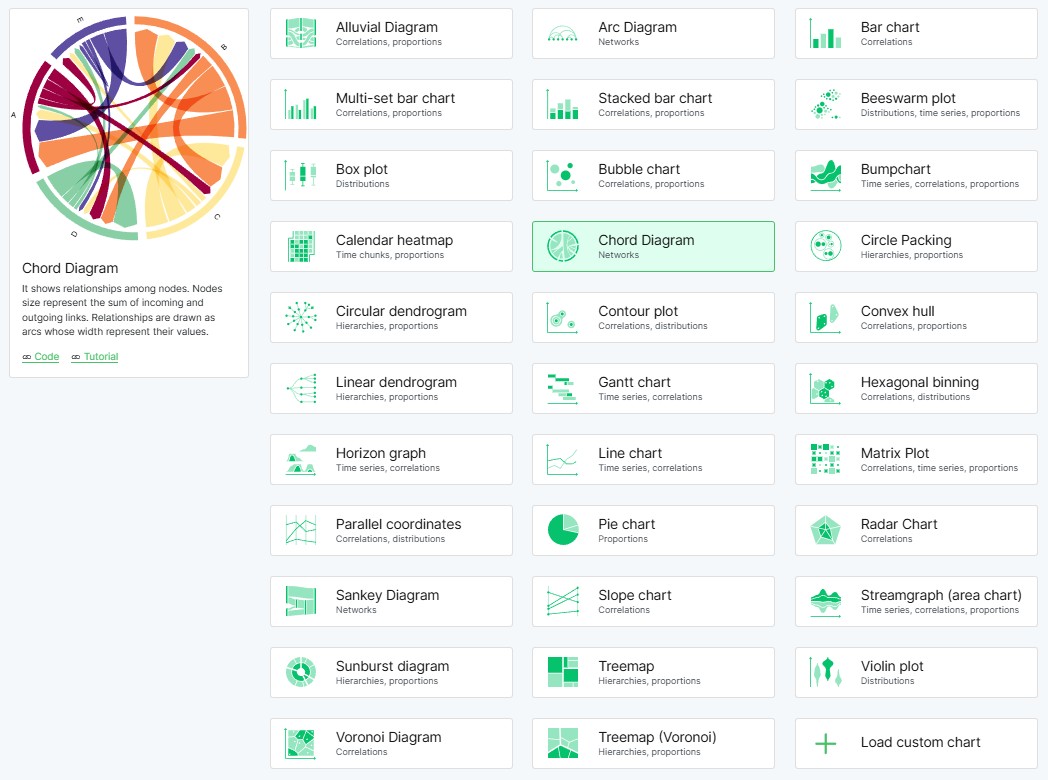 E
B
A
C
D
Chord Diagram
It shows relationships among nodes. Nodes
size represent the sum of incoming and
outgoing links. Relationships are drawn as
arcs whose width represent their values.
Code Tutorial
Alluvial Diagram
Correlations, proportions
Arc Diagram
Networks
Bar chart
Correlations
Multi-set bar chart
Correlations, proportions
Stacked bar chart
Correlations, proportions
Beeswarm plot
Distributions, time series, proportions
Box plot
Distributions
Bubble chart
Correlations, proportions
Bumpchart
Time series, correlations, proportions
Calendar heatmap
Time chunks, proportions
Chord Diagram
Networks
Circle Packing
Hierarchies, proportions
Circular dendrogram
Hierarchies, proportions
Contour plot
Correlations, distributions
Convex hull
Correlations, proportions
Linear dendrogram
Hierarchies, proportions
Gantt chart
Time series, correlations
Hexagonal binning
Correlations, distributions
Horizon graph
Time series, correlations
Line chart
Time series, correlations
Matrix Plot
Correlations, time series, proportions
Parallel coordinates
Correlations, distributions
Pie chart
Proportions
Radar Chart
Correlations
Sankey Diagram
Networks
Slope chart
Correlations
Streamgraph (area chart)
Time series, correlations, proportions
Sunburst diagram
Hierarchies, proportions
Treemap
Hierarchies, proportions
Violin plot
Distributions
Voronoi Diagram
Correlations
Treemap (Voronoi)
Hierarchies, proportions
Load custom chart